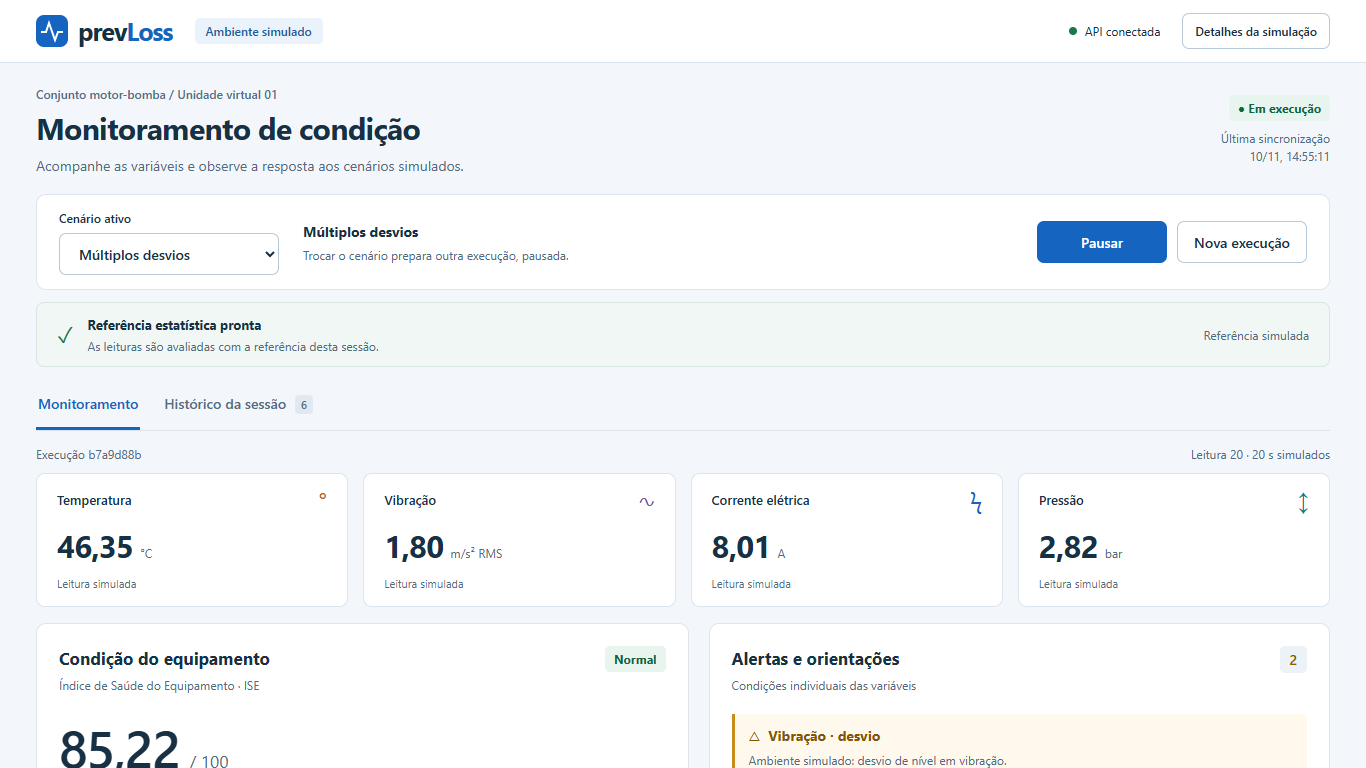 prevLoss
Ambiente simulado
API conectada
Detalhes da simulação
Conjunto motor-bomba / Unidade virtual 01
Monitoramento de condição
Acompanhe as variáveis e observe a resposta aos cenários simulados.
● Em execução
Última sincronização
10/11, 14:55:11
Cenário ativo
Múltiplos desvios
Múltiplos desvios
Trocar o cenário prepara outra execução, pausada.
Pausar
Nova execução
Referência estatística pronta
As leituras são avaliadas com a referência desta sessão.
Referência simulada
Monitoramento
Histórico da sessão 6
Execução b7a9d88b
Leitura 20 · 20 s simulados
Temperatura
46,35 °C
Leitura simulada
Vibração
1,80 m/s² RMS
Leitura simulada
Corrente elétrica
8,01 A
Leitura simulada
Pressão
2,82 bar
Leitura simulada
Condição do equipamento
Normal
Índice de Saúde do Equipamento · ISE
85,22 / 100
Alertas e orientações
2
Condições individuais das variáveis
Vibração · desvio
Ambiente simulado: desvio de nível em vibração.